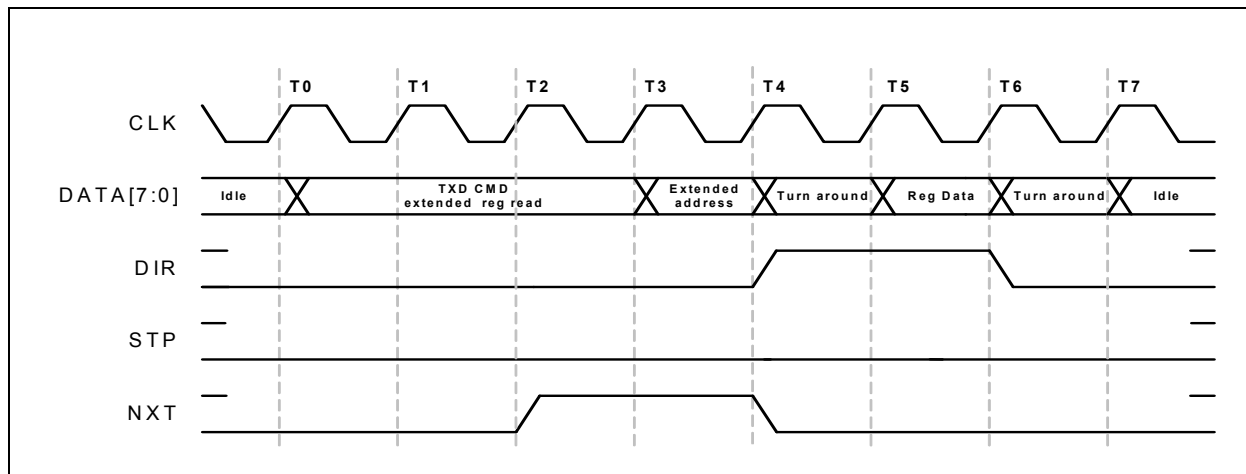 T0 T1 T2 T3 T4 T5 T6 T7
CLK
DATA[7:0] Idle TXD CMD Extended Turn around Reg Data Turn around Idle
extended reg read address
DIR
STP
NXT